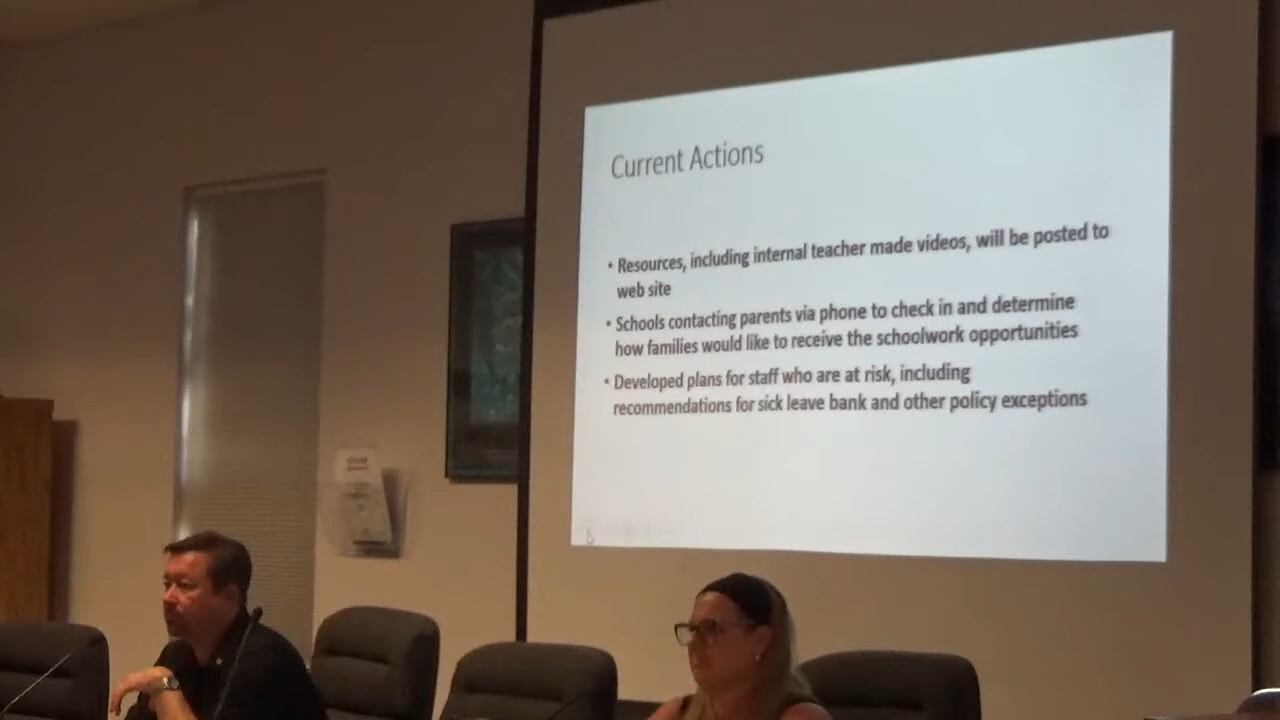 Current Actions
• Resources, including internal teacher made videos, will be posted to
web site
• Schools contacting parents via phone to check in and determine
how families would like to receive the schoolwork opportunities
• Developed plans for staff who are at risk, including
recommendations for sick leave bank and other policy exceptions